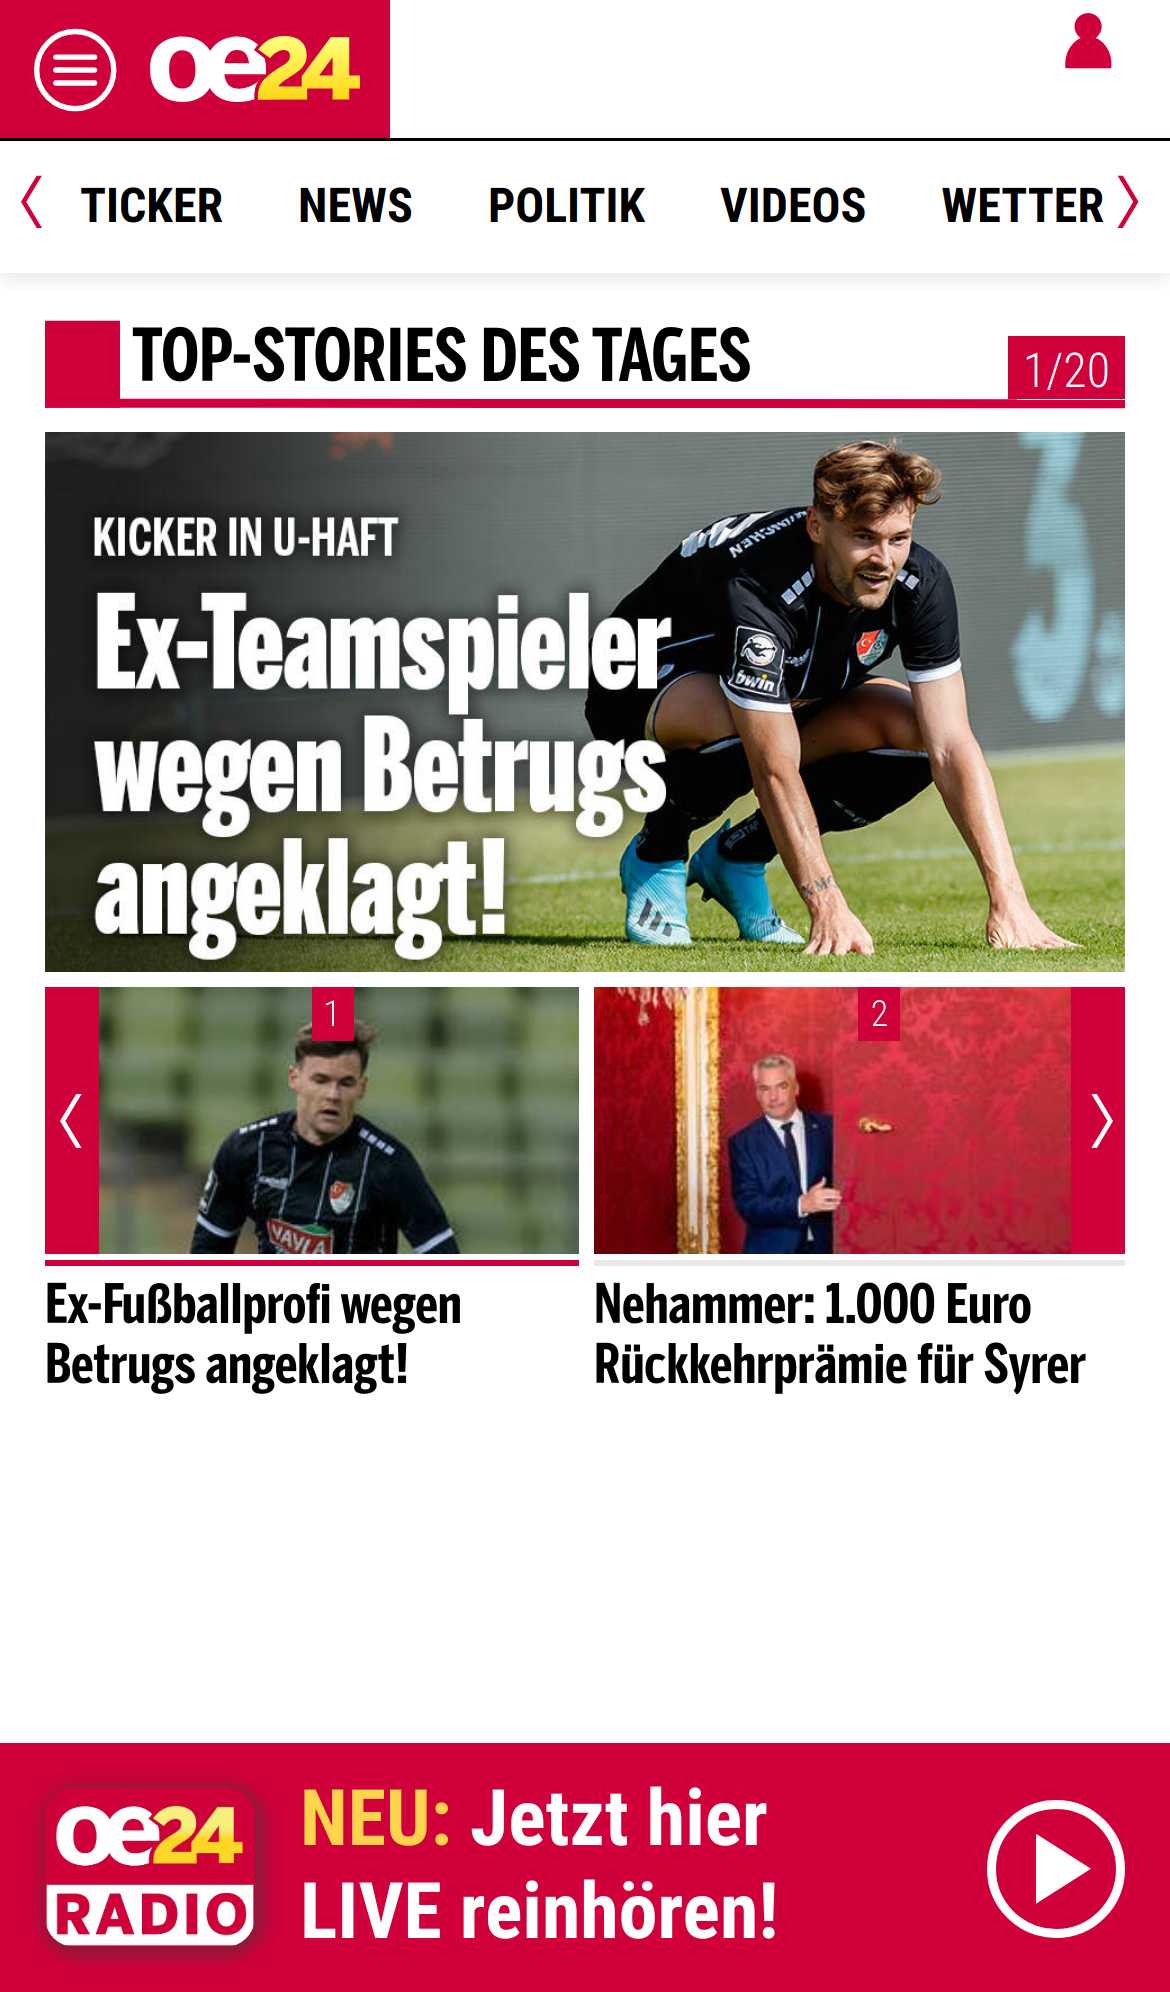 oe24
TICKER NEWS POLITIK VIDEOS WETTER
TOP-STORIES DES TAGES
1/20
KICKER IN U-HAFT
Ex-Teamspieler
wegen Betrugs
angeklagt!
bwin
1
2
Ex-Fußballprofi wegen
Betrugs angeklagt!
Nehammer: 1.000 Euro
Rückkehrprämie für Syrer
oe24
RADIO
NEU: Jetzt hier
LIVE reinhören!